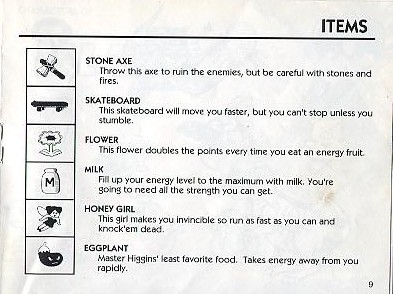 ITEMS
STONE AXE
Throw this axe to ruin the enemies, but be careful with stones and
fires.
SKATEBOARD
This skateboard will move you faster, but you can't stop unless you
stumble.
FLOWER
This flower doubles the points every time you eat an energy fruit.
MILK
M
Fill up your energy level to the maximum with milk. You're
going to need all the strength you can get.
HONEY GIRL
This girl makes you invincible so run as fast as you can and
knock'em dead.
EGGPLANT
Master Higgins' least favorite food. Takes energy away from you
rapidly.
9